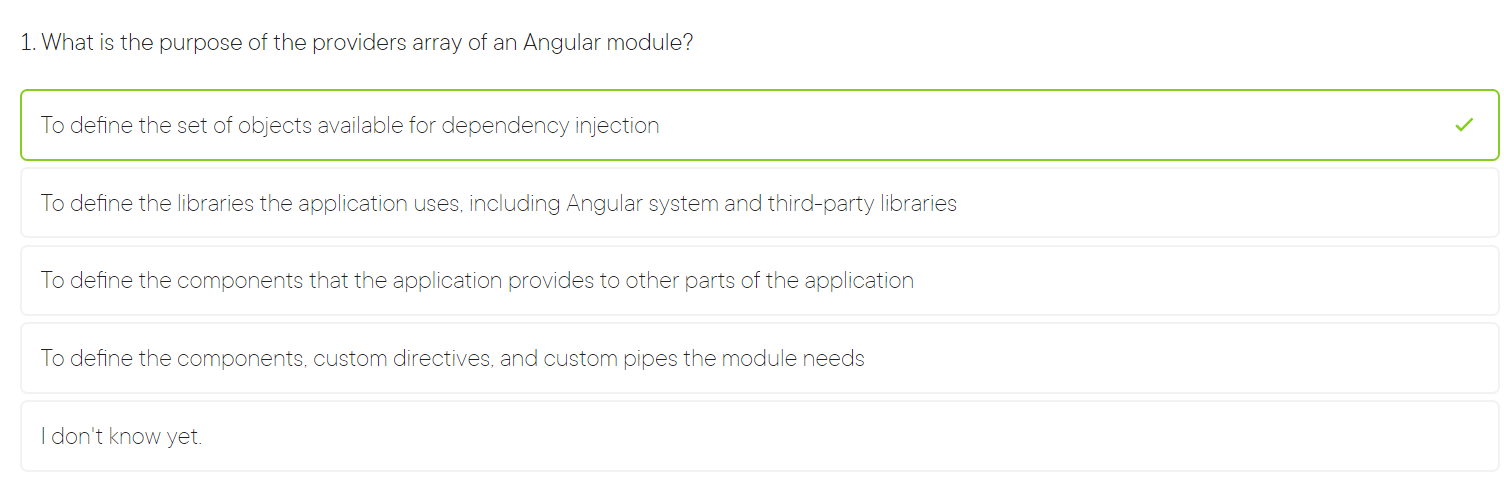 1. What is the purpose of the providers array of an Angular module?
To define the set of objects available for dependency injection
To define the libraries the application uses, including Angular system and third-party libraries
To define the components that the application provides to other parts of the application
To define the components, custom directives, and custom pipes the module needs
I don't know yet.